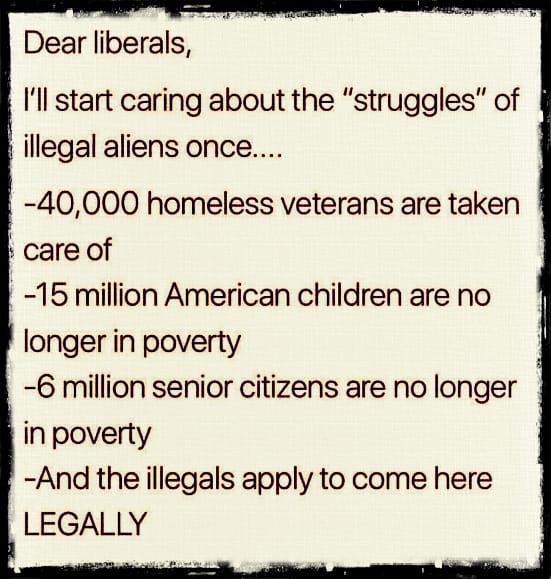 Dear liberals,
I'll start caring about the "struggles" of
illegal aliens once....
-40,000 homeless veterans are taken
care of
-15 million American children are no
longer in poverty
-6 million senior citizens are no longer
in poverty
-And the illegals apply to come here
LEGALLY